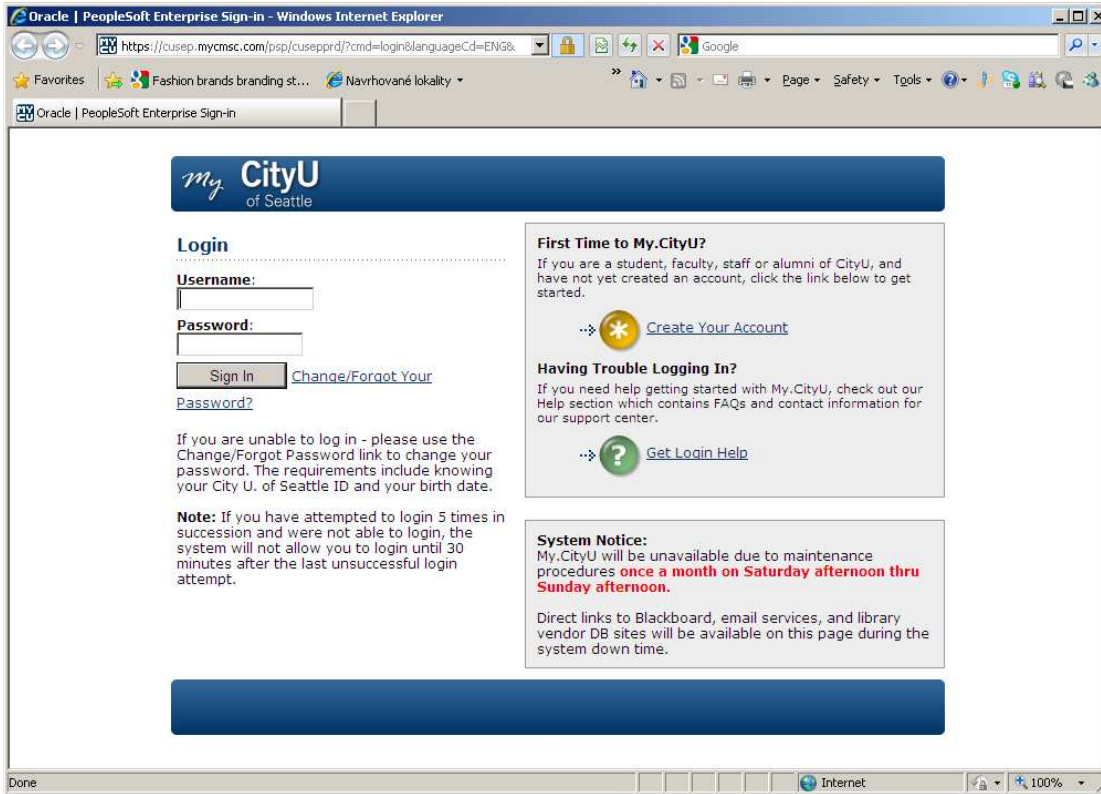 Oracle | PeopleSoft Enterprise Sign-in - Windows Internet Explorer
https://cusep.mycmsc.com/psp/cusepprd/?cmd=login&languageCd=ENG&
Google
Favorites
Fashion brands branding st...
Navrhované lokality
»
Page
Safety
Tools
Oracle | PeopleSoft Enterprise Sign-in
my CityU
of Seattle
Login
Username:
Password:
Sign In
Change/Forgot Your
Password?
If you are unable to log in - please use the
Change/Forgot Password link to change your
password. The requirements include knowing
your City U. of Seattle ID and your birth date.
Note: If you have attempted to login 5 times in
succession and were not able to login, the
system will not allow you to login until 30
minutes after the last unsuccessful login
attempt.
First Time to My.CityU?
If you are a student, faculty, staff or alumni of CityU, and
have not yet created an account, click the link below to get
started.
* Create Your Account
Having Trouble Logging In?
If you need help getting started with My.CityU, check out our
Help section which contains FAQs and contact information for
our support center.
? Get Login Help
System Notice:
My.CityU will be unavailable due to maintenance
procedures once a month on Saturday afternoon thru
Sunday afternoon.
Direct links to Blackboard, email services, and library
vendor DB sites will be available on this page during the
system down time.
Done
Internet
100%